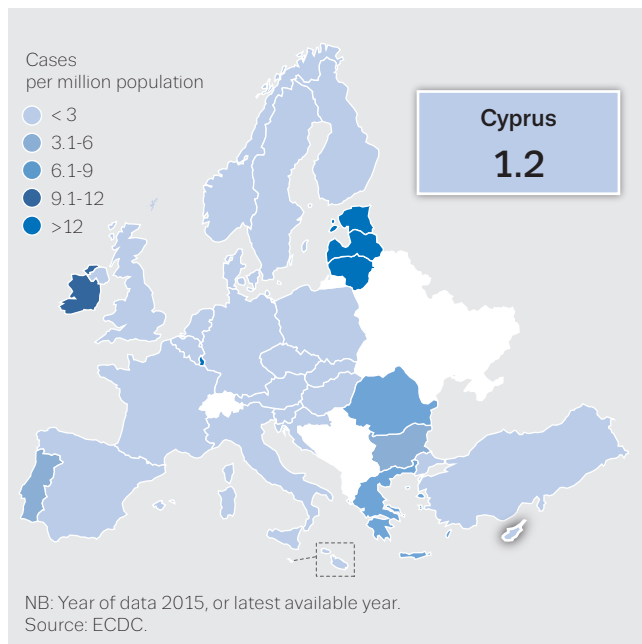 Cases
per million population
< 3
3.1-6
6.1-9
9.1-12
>12
Cyprus
1.2
NB: Year of data 2015, or latest available year.
Source: ECDC.